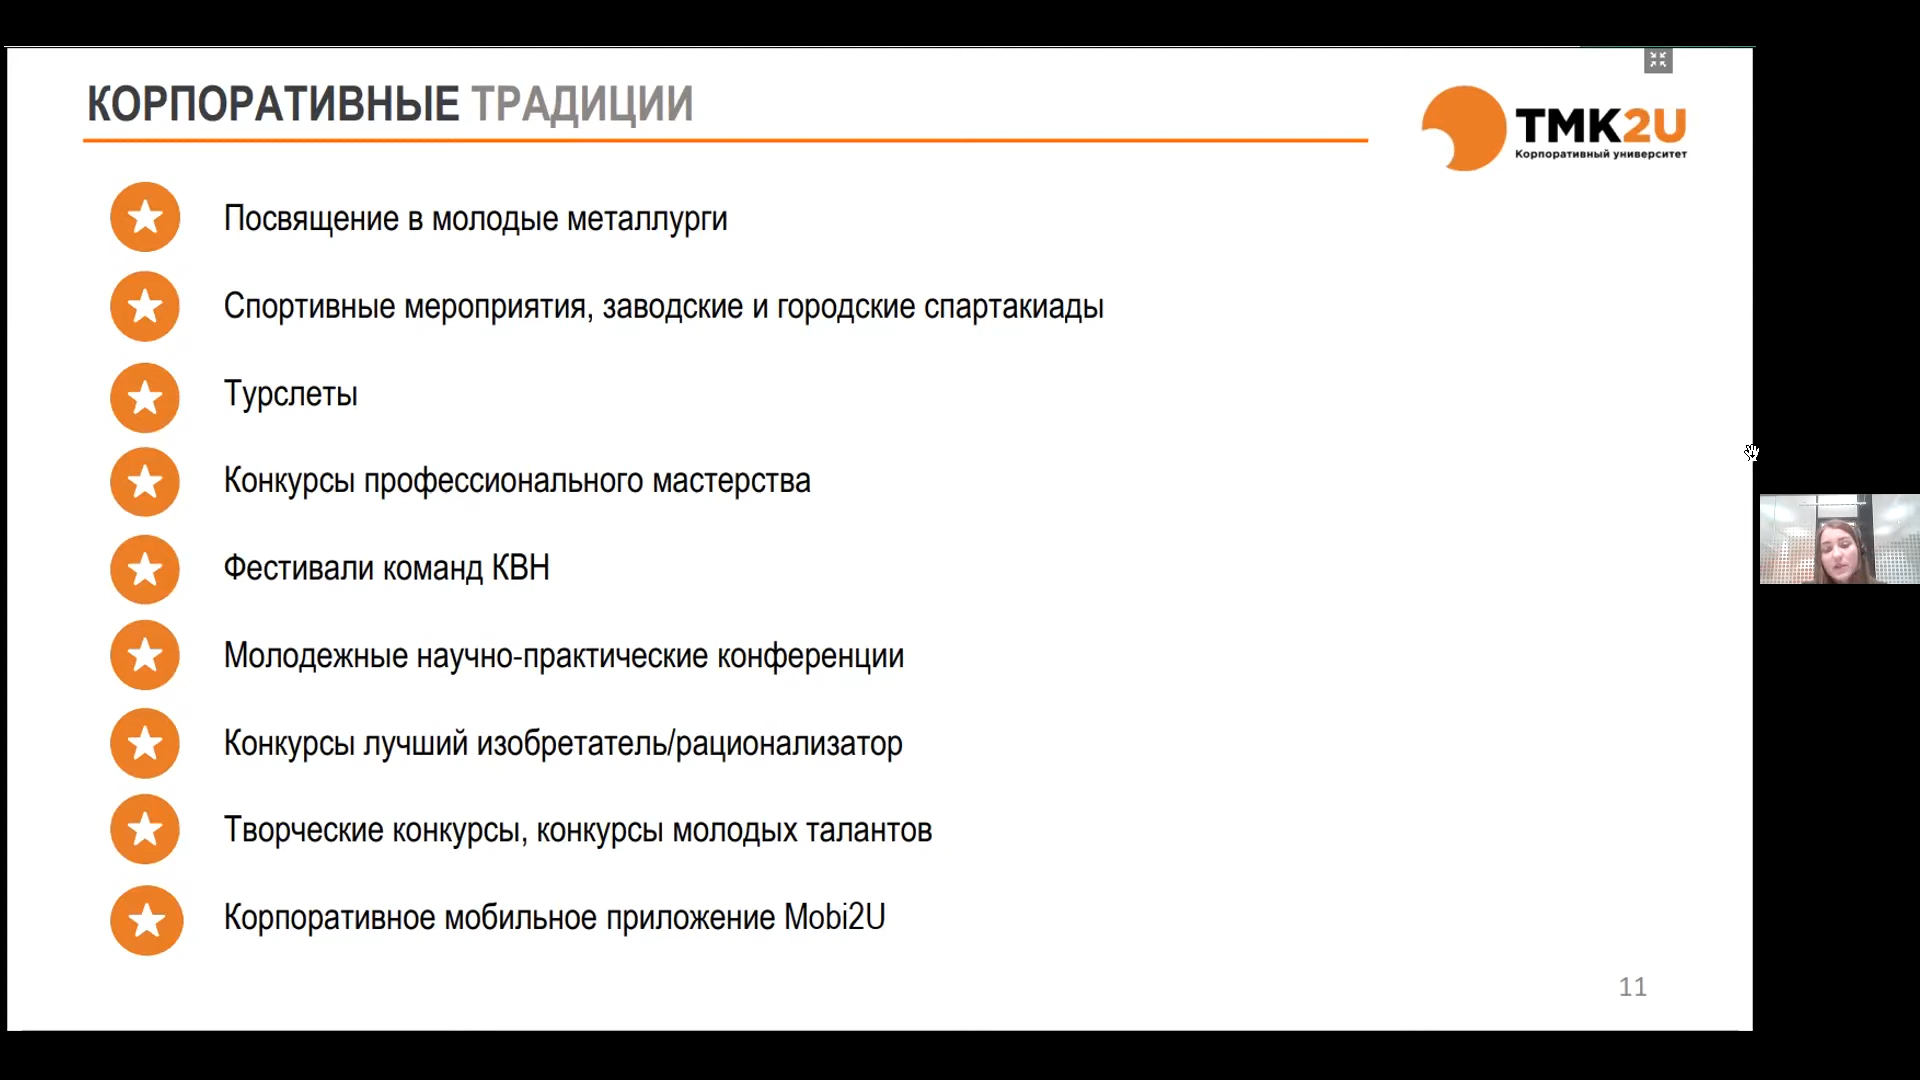 КОРПОРАТИВНЫЕ ТРАДИЦИИ
TMK2U
Корпоративный университет
Посвящение в молодые металлурги
Спортивные мероприятия, заводские и городские спартакиады
Турслеты
Конкурсы профессионального мастерства
Фестивали команд КВН
Молодежные научно-практические конференции
Конкурсы лучший изобретатель/рационализатор
Творческие конкурсы, конкурсы молодых талантов
Корпоративное мобильное приложение Mobi2U
11